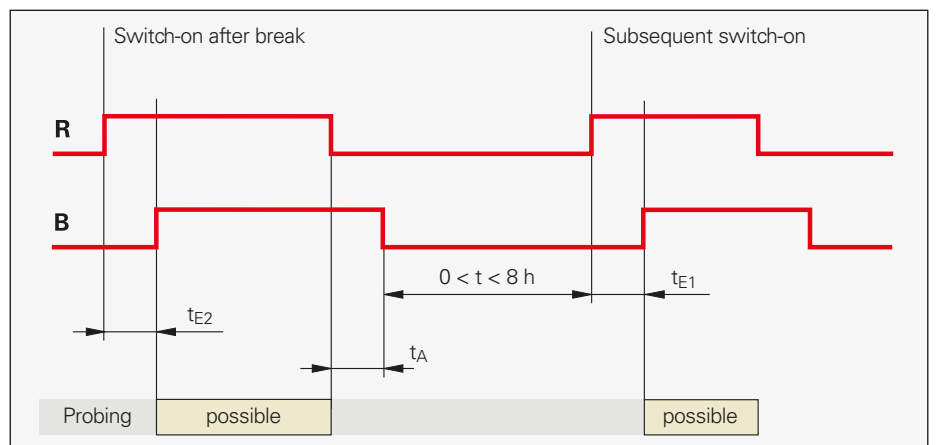 Switch-on after break
Subsequent switch-on
R
B
0 < t < 8 h
tE1
tE2
tA
Probing
possible
possible